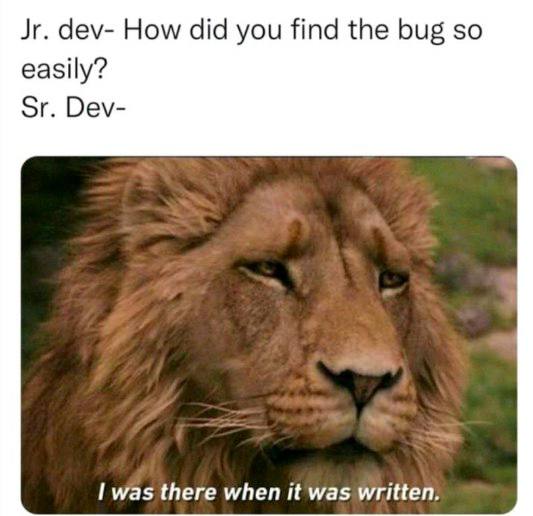 Jr. dev- How did you find the bug so
easily?
Sr. Dev-
I was there when it was written.